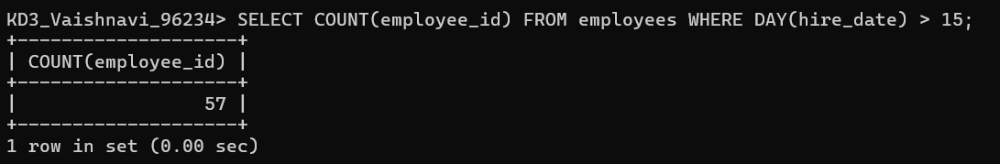 KD3_Vaishnavi_96234> SELECT COUNT(employee_id) FROM employees WHERE DAY(hire_date) > 15;
+--------------------+
| COUNT(employee_id) |
+--------------------+
|                 57 |
+--------------------+
1 row in set (0.00 sec)